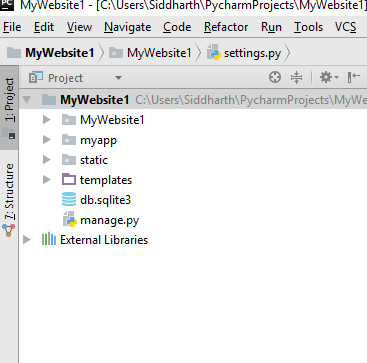 PC MyWebsite1 - [C:\Users\Siddharth\PycharmProjects\MyWebsite1]
File Edit View Navigate Code Refactor Run Tools VCS
MyWebsite1 MyWebsite1 settings.py
Project
1: Project
7: Structure
MyWebsite1 C:\Users\Siddharth\PycharmProjects\MyWe
MyWebsite1
myapp
static
templates
db.sqlite3
manage.py
External Libraries